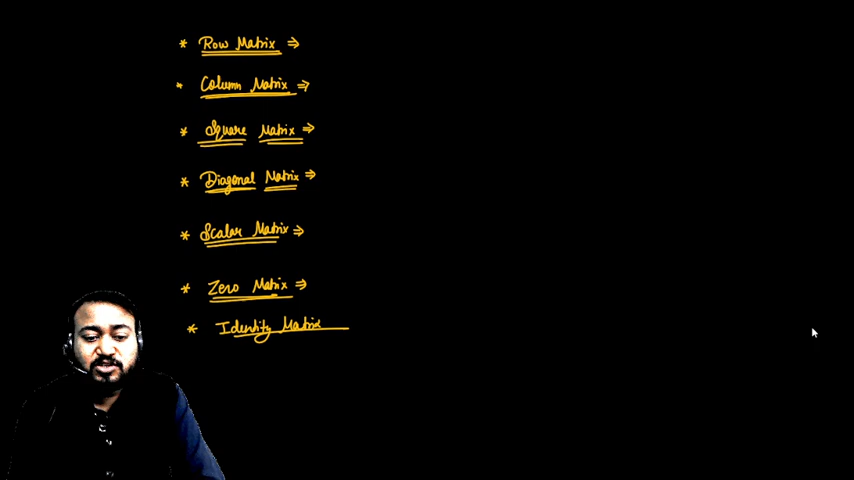 * Row Matrix ⇒
* Column Matrix ⇒
* Square Matrix ⇒
* Diagonal Matrix ⇒
* Scalar Matrix ⇒
* Zero Matrix ⇒
* Identity Matrix